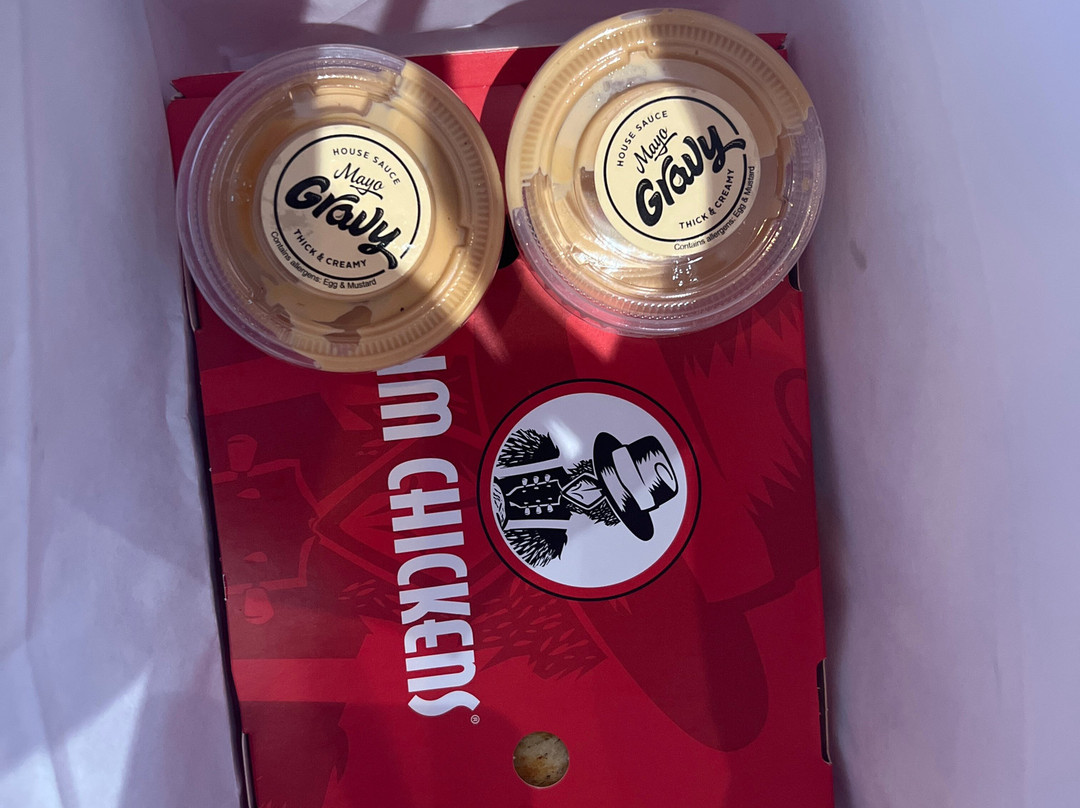 HOUSE SAUCE
Mayo
Gravy
THICK & CREAMY
Contains allergens: Egg & Mustard
HOUSE SAUCE
Mayo
Gravy
THICK & CREAMY
Contains allergens: Egg & Mustard
IM CHICKENS®